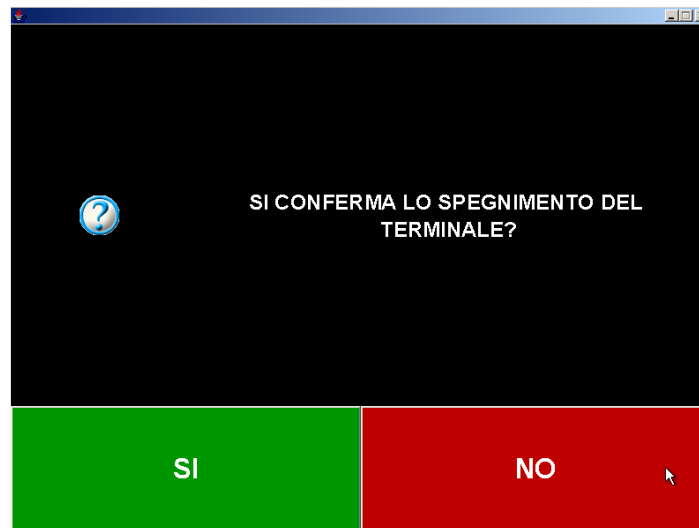 SI CONFERMA LO SPEGNIMENTO DEL
TERMINALE?
SI
NO